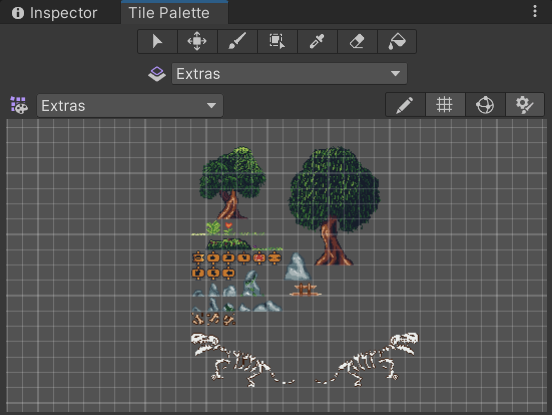 Inspector
Tile Palette
Extras
Extras